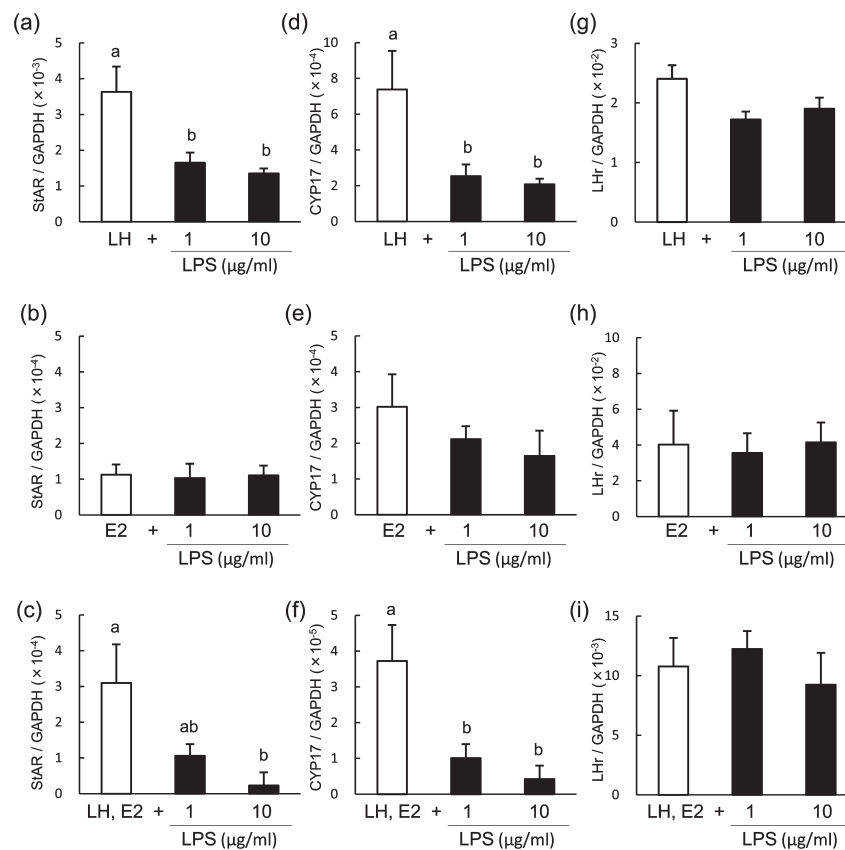 (a)
StAR / GAPDH (×10-3)
5
4
3
2
1
0
a
b
b
LH + 1 10
LPS (μg/ml)
(d)
CYP17 / GAPDH (×10-4)
10
8
6
4
2
0
a
b
b
LH + 1 10
LPS (μg/ml)
(g)
LHr / GAPDH (×10-2)
3
2
1
0
LH + 1 10
LPS (μg/ml)
(b)
StAR / GAPDH (×10-4)
5
4
3
2
1
0
E2 + 1 10
LPS (μg/ml)
(e)
CYP17 / GAPDH (×10-4)
5
4
3
2
1
0
E2 + 1 10
LPS (μg/ml)
(h)
LHr / GAPDH (×10-2)
10
8
6
4
2
0
E2 + 1 10
LPS (μg/ml)
(c)
StAR / GAPDH (×10-4)
5
4
3
2
1
0
a
ab
b
LH, E2 + 1 10
LPS (μg/ml)
(f)
CYP17 / GAPDH (×10-5)
5
4
3
2
1
0
a
b
b
LH, E2 + 1 10
LPS (μg/ml)
(i)
LHr / GAPDH (×10-3)
15
10
5
0
LH, E2 + 1 10
LPS (μg/ml)